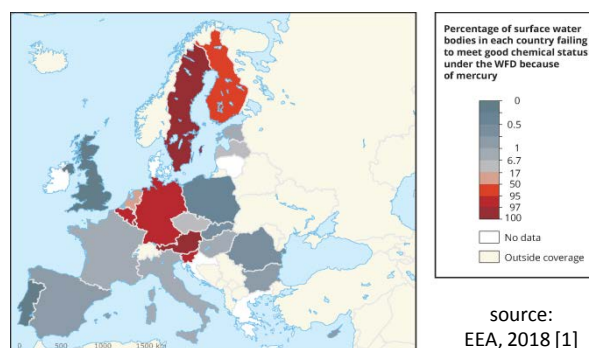 Percentage of surface water
bodies in each country failing
to meet good chemical status
under the WFD because
of mercury
0
0.5
1
6.7
17
50
95
97
100
No data
Outside coverage
0 500 1000 1500 km
source:
EEA, 2018 [1]